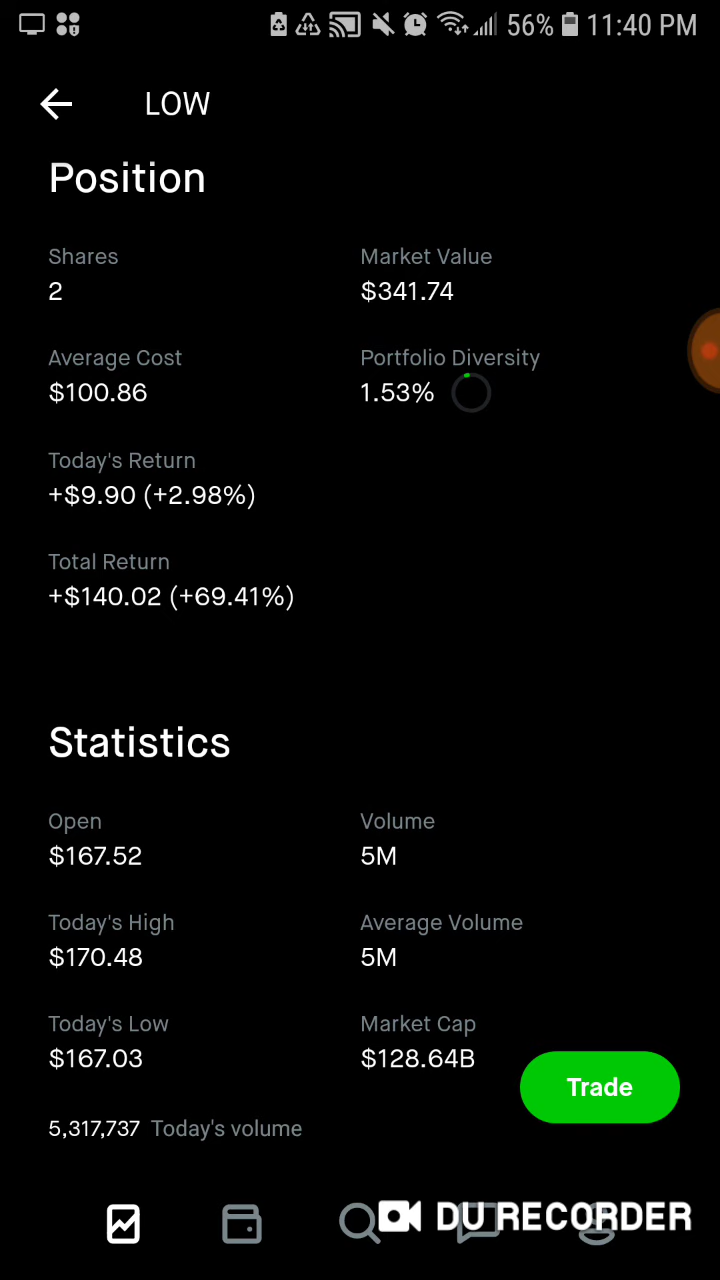 56% 11:40 PM
LOW
Position
Shares Market Value
2 $341.74
Average Cost Portfolio Diversity
$100.86 1.53%
Today's Return
+$9.90 (+2.98%)
Total Return
+$140.02 (+69.41%)
Statistics
Open Volume
$167.52 5M
Today's High Average Volume
$170.48 5M
Today's Low Market Cap
$167.03 $128.64B
Trade
5,317,737 Today's volume
DU RECORDER